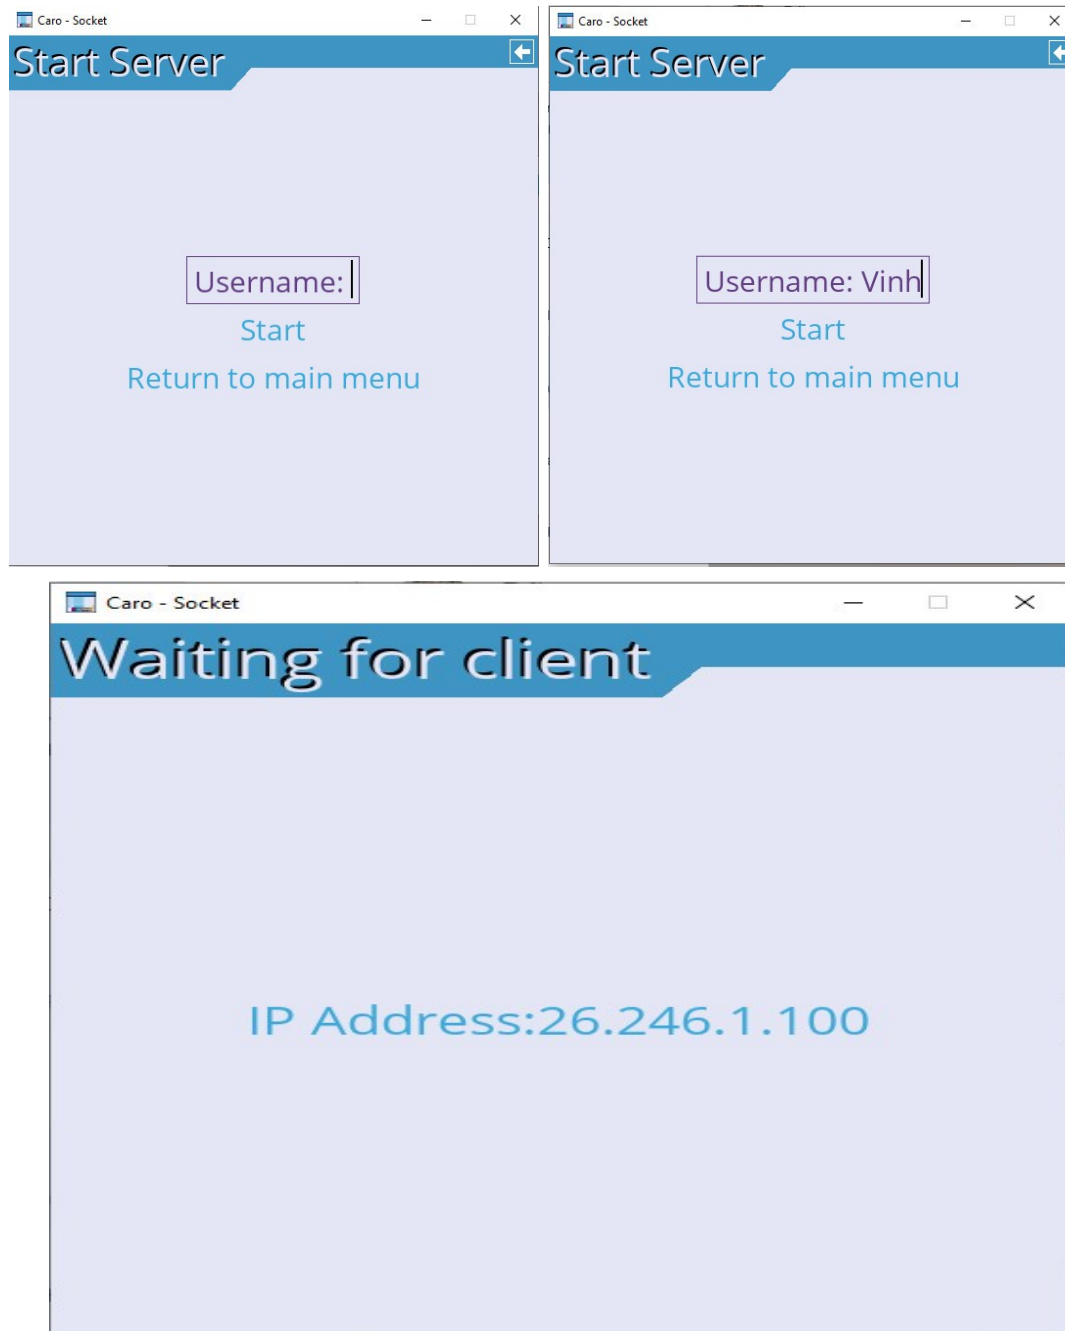 Caro - Socket
Start Server
Username:
Start
Return to main menu
Caro - Socket
Start Server
Username: Vinh
Start
Return to main menu
Caro - Socket
Waiting for client
IP Address:26.246.1.100